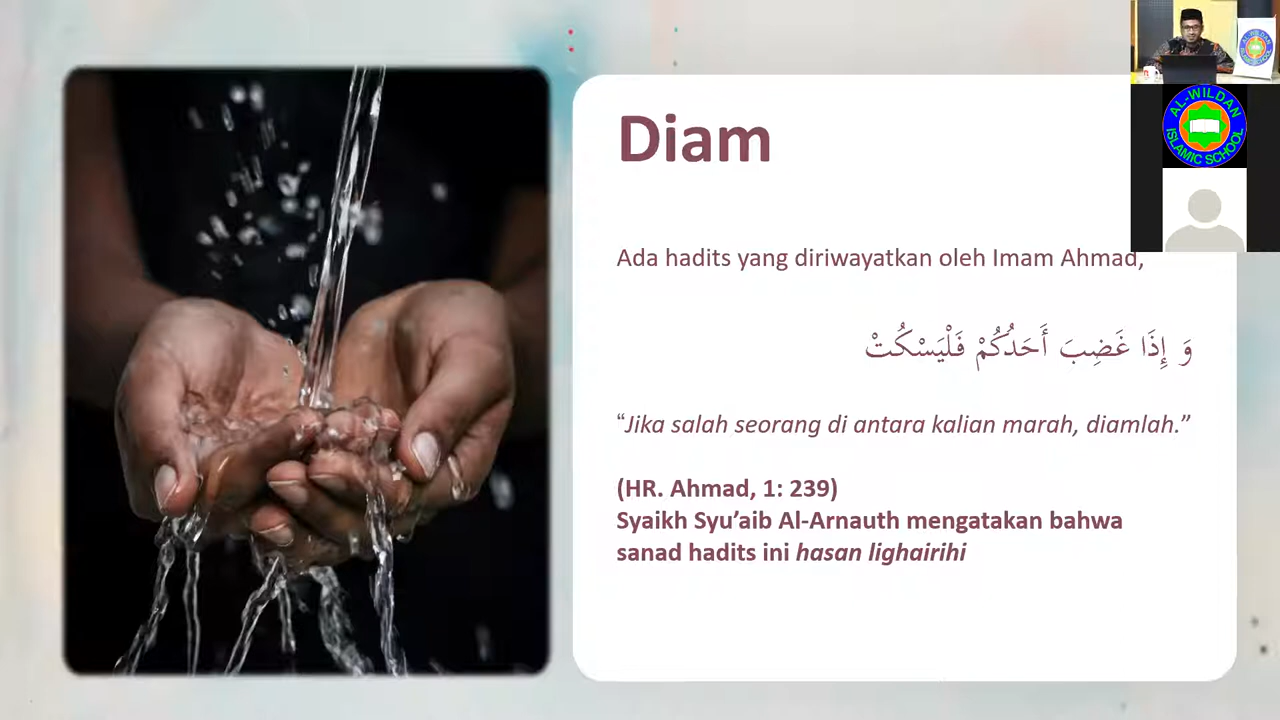 Diam
Ada hadits yang diriwayatkan oleh Imam Ahmad,
وَ إِذَا غَضِبَ أَحَدُكُمْ فَلْيَسْكُتْ
“Jika salah seorang di antara kalian marah, diamlah.”
(HR. Ahmad, 1: 239)
Syaikh Syu’aib Al-Arnauth mengatakan bahwa
sanad hadits ini hasan lighairihi
AL-WILDAN
ISLAMIC SCHOOL